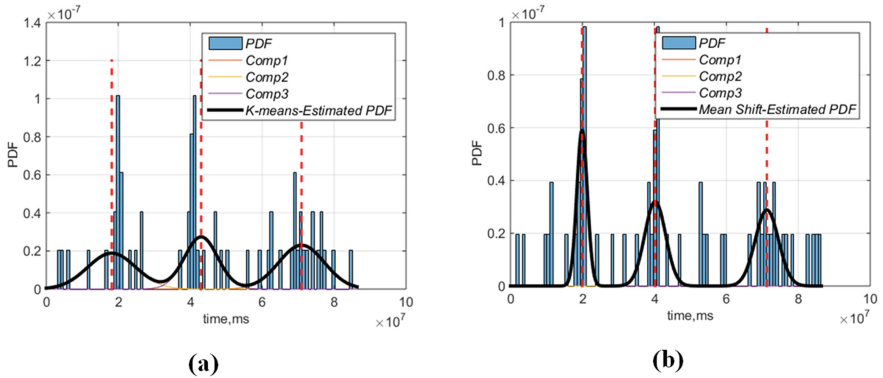 ×10⁻⁷
1.4
1.2
1
0.8
0.6
0.4
0.2
0
PDF
PDF
Comp1
Comp2
Comp3
K-means-Estimated PDF
0 2 4 6 8 10
time,ms
×10⁷
(a)
×10⁻⁷
1
0.8
0.6
0.4
0.2
0
PDF
PDF
Comp1
Comp2
Comp3
Mean Shift-Estimated PDF
0 2 4 6 8 10
time,ms
×10⁷
(b)